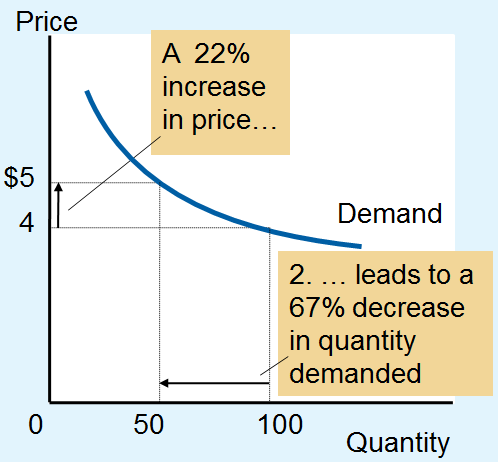 Price
A 22%
increase
in price…
$5
4
Demand
2. … leads to a
67% decrease
in quantity
demanded
0
50
100
Quantity